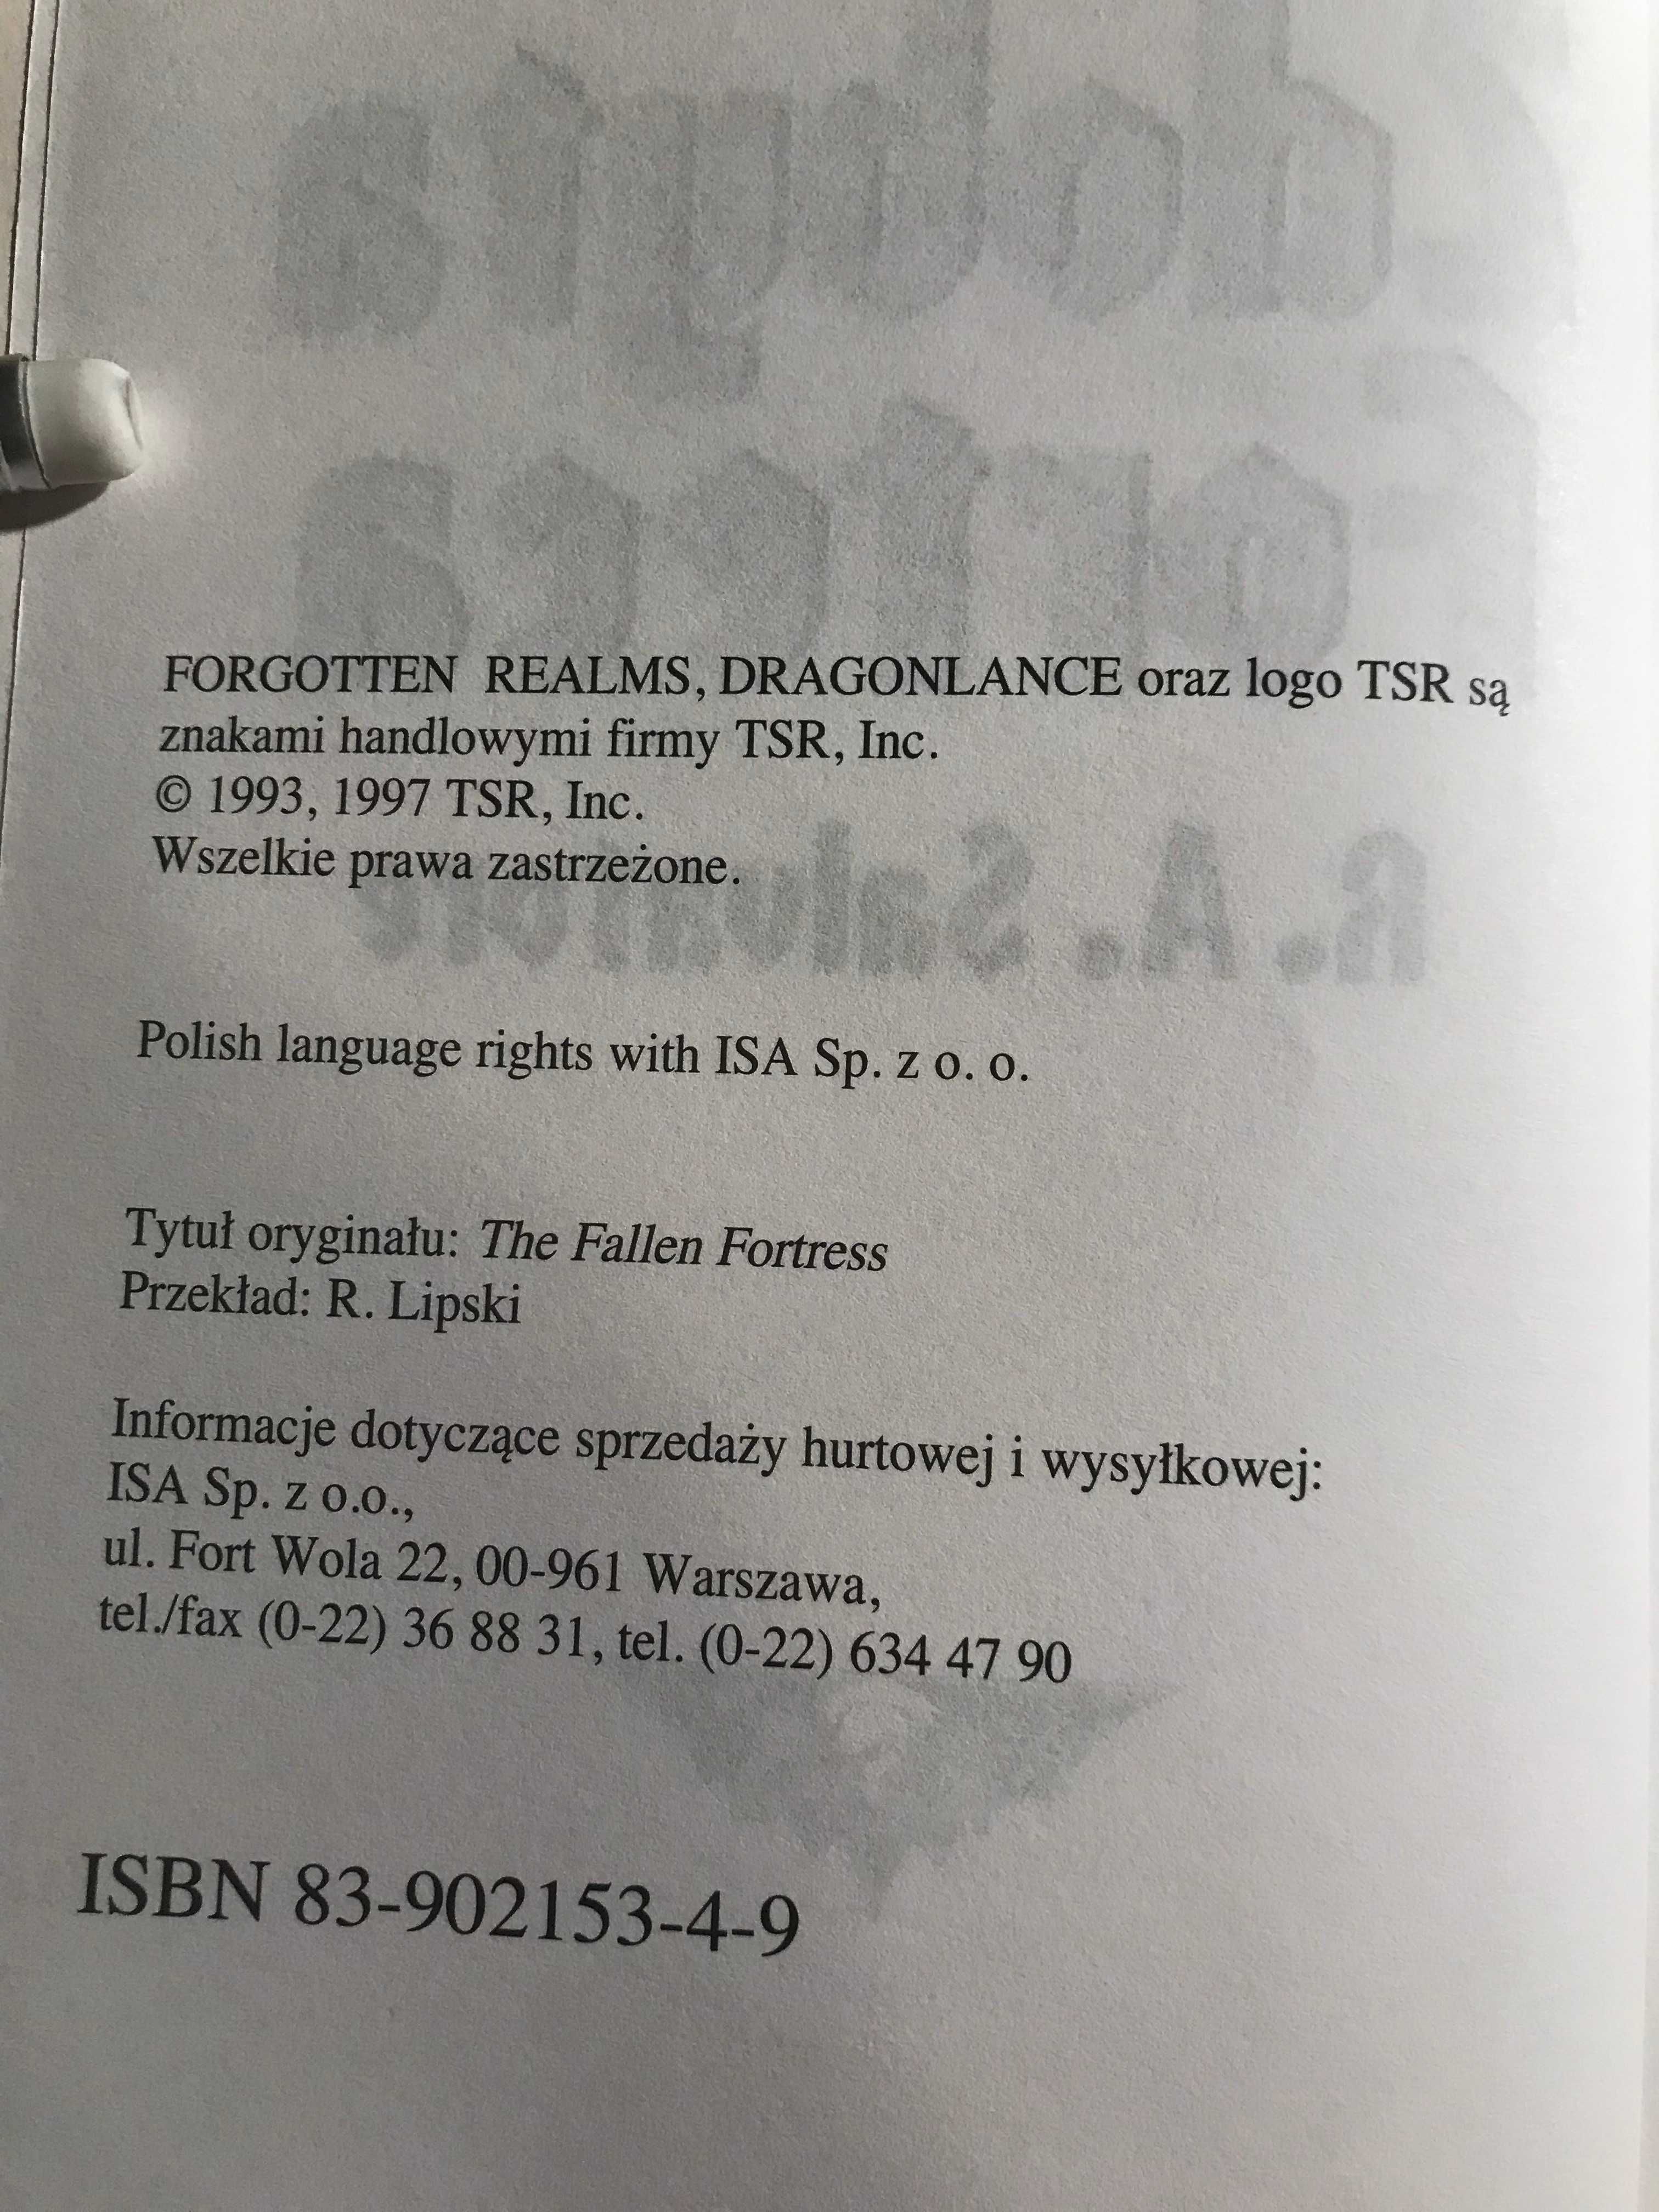 FORGOTTEN REALMS, DRAGONLANCE oraz logo TSR są
znakami handlowymi firmy TSR, Inc.
© 1993, 1997 TSR, Inc.
Wszelkie prawa zastrzeżone.
R. A. Salvatore
Polish language rights with ISA Sp. z o. o.
Tytuł oryginału: The Fallen Fortress
Przekład: R. Lipski
Informacje dotyczące sprzedaży hurtowej i wysyłkowej:
ISA Sp. z o.o.,
ul. Fort Wola 22, 00-961 Warszawa,
tel./fax (0-22) 36 88 31, tel. (0-22) 634 47 90
ISBN 83-902153-4-9